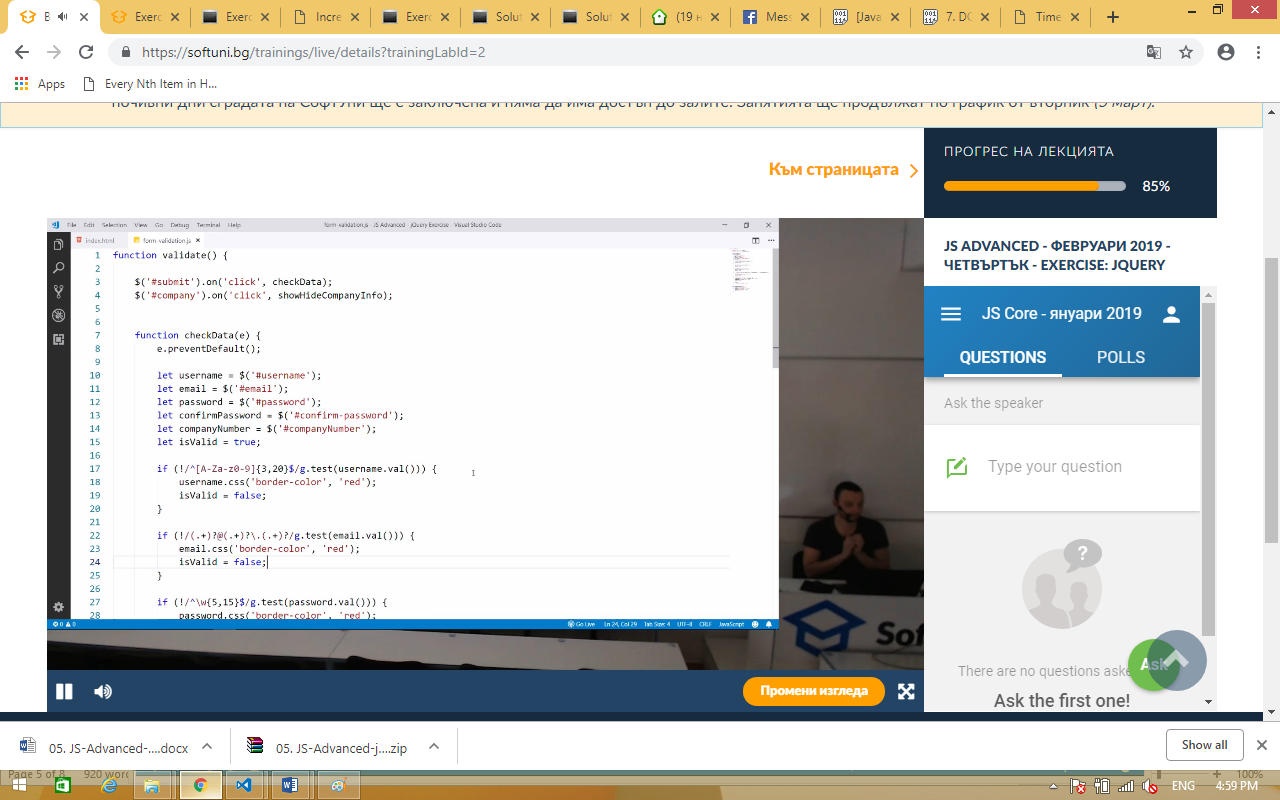 B
Exerc
Exerc
Incre
Exerc
Solut
Solut
(19 н
Mess
[Java
7. DC
Time
https://softuni.bg/trainings/live/details?trainingLabId=2
Apps
Every Nth Item in H...
почивни дни сградата на СофтУни ще е заключена и няма да има достъп до залите. Занятията ще продължат по график от вторник (5 март).
Към страницата
ПРОГРЕС НА ЛЕКЦИЯТА
85%
JS ADVANCED - ФЕВРУАРИ 2019 -
ЧЕТВЪРТЪК - EXERCISE: JQUERY
JS Core - януари 2019
QUESTIONS POLLS
Ask the speaker
Type your question
There are no questions aske
Ask
Ask the first one!
File Edit Selection View Go Debug Terminal Help
form-validation.js - JS Advanced - jQuery Exercise - Visual Studio Code
index.html form-validation.js
1 function validate() {
2
3 $('#submit').on('click', checkData);
4 $('#company').on('click', showHideCompanyInfo);
5
6
7 function checkData(e) {
8 e.preventDefault();
9
10 let username = $('#username');
11 let email = $('#email');
12 let password = $('#password');
13 let confirmPassword = $('#confirm-password');
14 let companyNumber = $('#companyNumber');
15 let isValid = true;
16
17 if (!/^[A-Za-z0-9]{3,20}$/g.test(username.val())) {
18 username.css('border-color', 'red');
19 isValid = false;
20 }
21
22 if (!/(.+)?@(.+)?\.(.+)?/g.test(email.val())) {
23 email.css('border-color', 'red');
24 isValid = false;
25 }
26
27 if (!/^\w{5,15}$/g.test(password.val())) {
28 password.css('border-color', 'red');
0 0
Go Live Ln 24, Col 29 Tab Size: 4 UTF-8 CRLF JavaScript
Sof
Промени изгледа
05. JS-Advanced-....docx
05. JS-Advanced-j....zip
Show all
Page 5 of 8 920 word
100%
ENG
4:59 PM